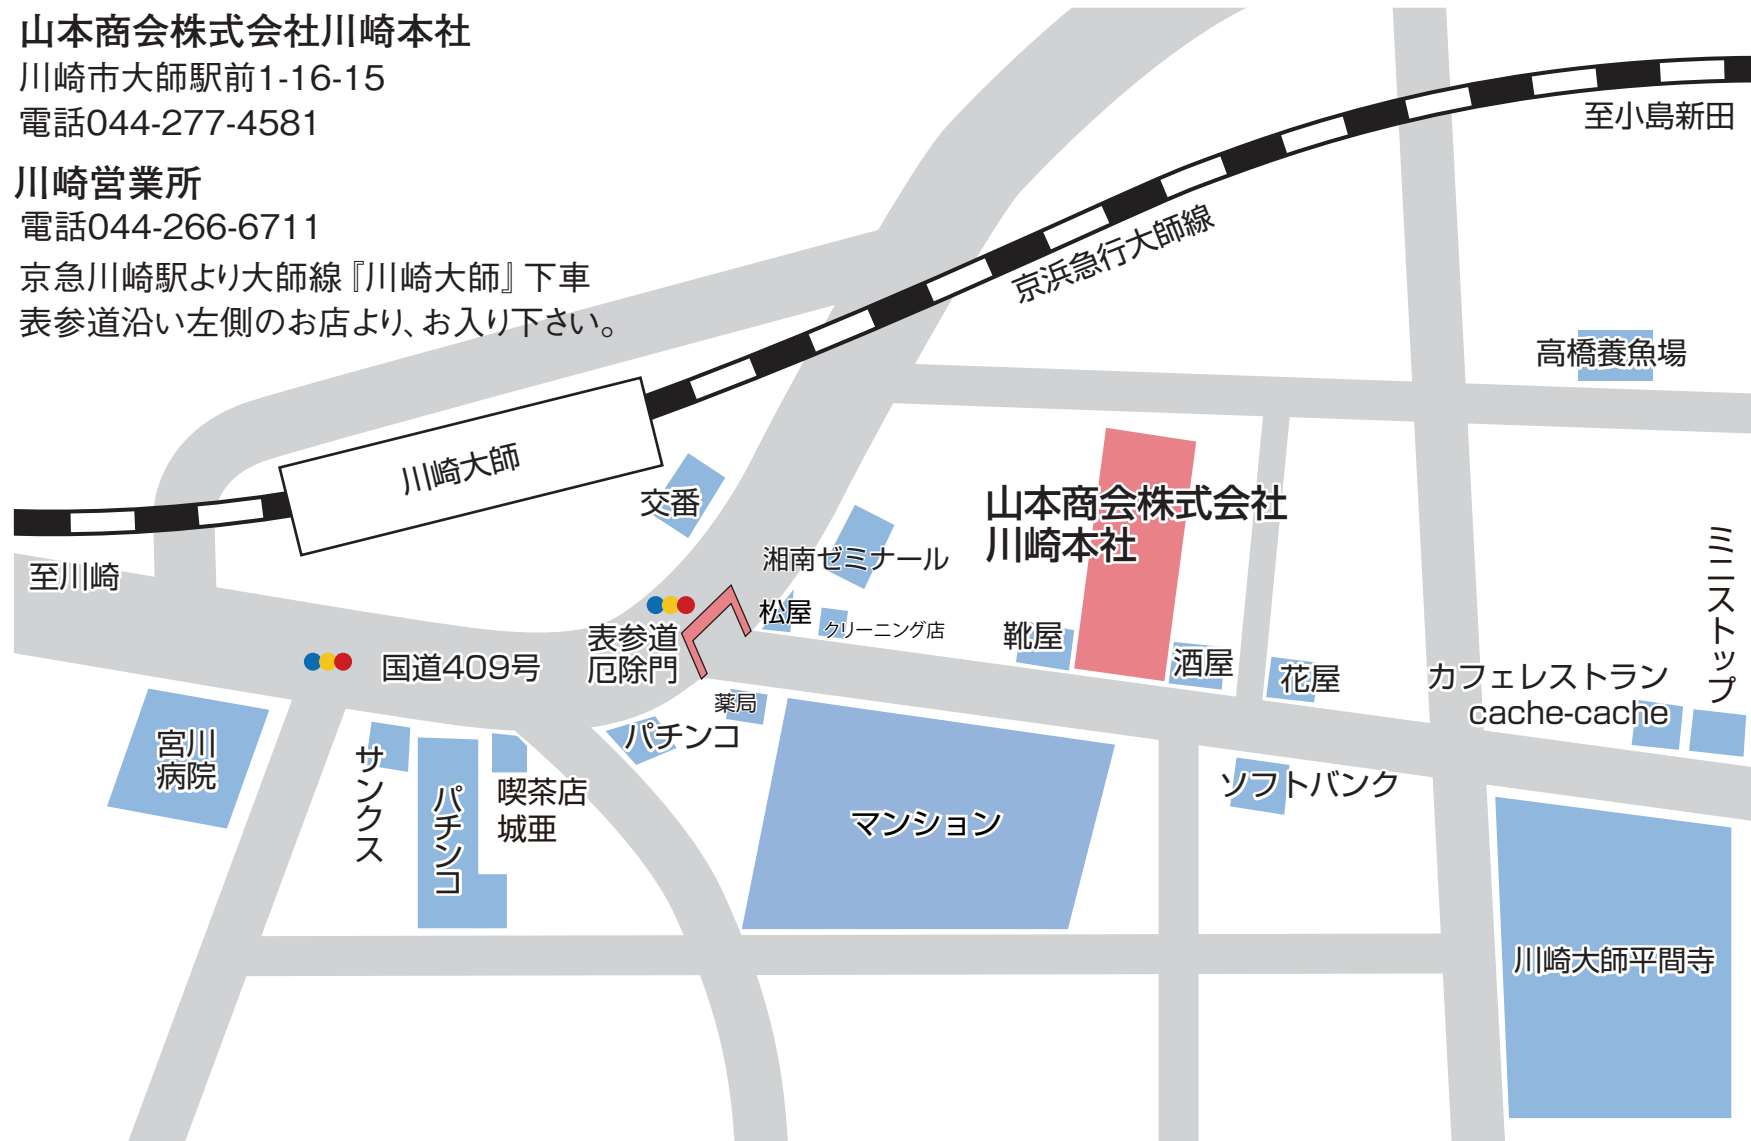 山本商会株式会社川崎本社
川崎市大師駅前1-16-15
電話044-277-4581
川崎営業所
電話044-266-6711
京急川崎駅より大師線『川崎大師』下車
表参道沿い左側のお店より、お入り下さい。
至小島新田
京浜急行大師線
高橋養魚場
川崎大師
交番
山本商会株式会社
川崎本社
湘南ゼミナール
至川崎
松屋
クリーニング店
靴屋
酒屋
花屋
ミニストップ
表参道
厄除門
国道409号
カフェレストラン
cache-cache
薬局
パチンコ
宮川
病院
サンクス
パチンコ
喫茶店
城亜
マンション
ソフトバンク
川崎大師平間寺